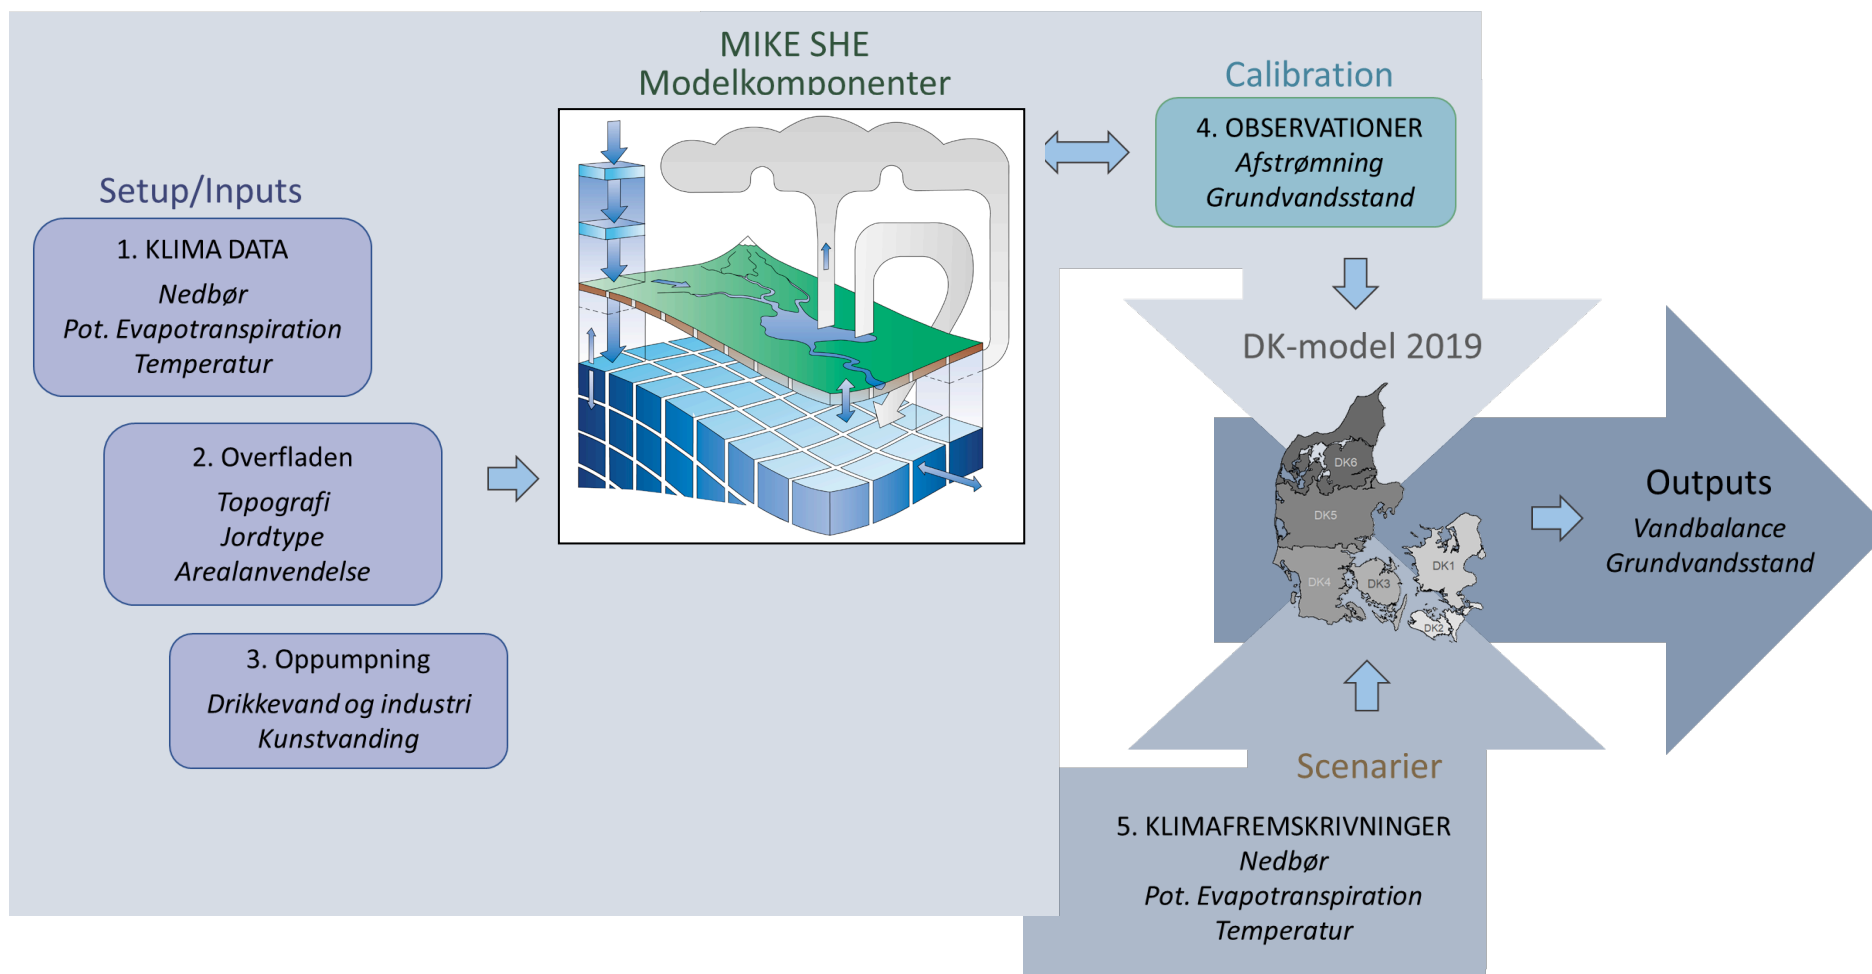 MIKE SHE
Modelkomponenter
Setup/Inputs
1. KLIMA DATA
Nedbør
Pot. Evapotranspiration
Temperatur
2. Overfladen
Topografi
Jordtype
Arealanvendelse
3. Oppumpning
Drikkevand og industri
Kunstvanding
Calibration
4. OBSERVATIONER
Afstrømning
Grundvandsstand
DK-model 2019
DK6
DK5
DK4
DK3
DK1
DK2
Outputs
Vandbalance
Grundvandsstand
Scenarier
5. KLIMAFREMSKRIVNINGER
Nedbør
Pot. Evapotranspiration
Temperatur